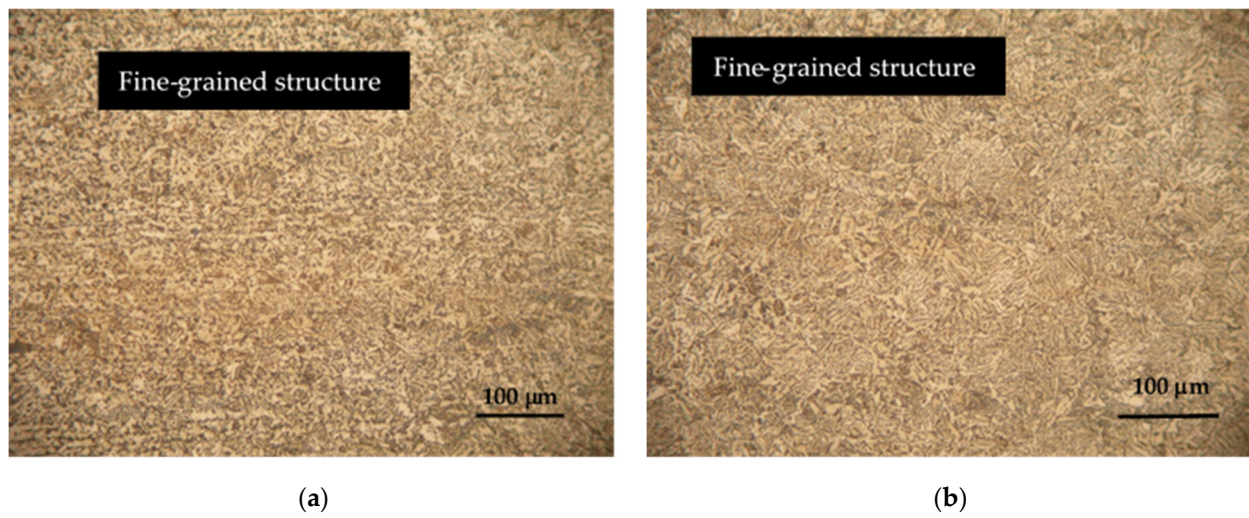 Fine-grained structure
Fine-grained structure
100 µm
100 µm
(a)
(b)